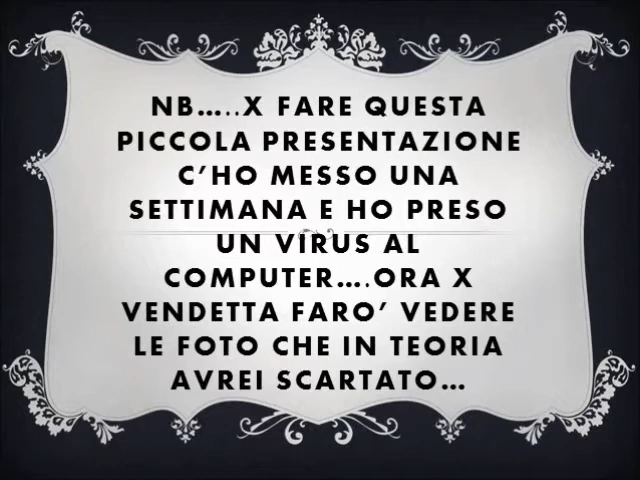 NB.....X FARE QUESTA
PICCOLA PRESENTAZIONE
C'HO MESSO UNA
SETTIMANA E HO PRESO
UN VIRUS AL
COMPUTER....ORA X
VENDETTA FARO' VEDERE
LE FOTO CHE IN TEORIA
AVREI SCARTATO...